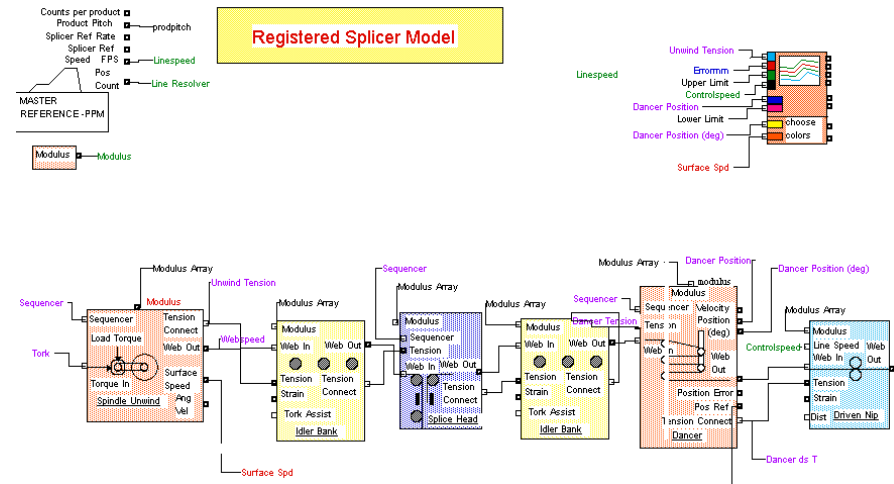 Counts per product
Product Pitch
prodpitch
Splicer Ref Rate
Splicer Ref
Speed FPS
Linespeed
Pos
Count
Line Resolver
MASTER
REFERENCE-PPM
Modulus
Modulus
Registered Splicer Model
Linespeed
Unwind Tension
Errormm
Upper Limit
Controlspeed
Dancer Position
Lower Limit
Dancer Position (deg)
Surface Spd
choose
colors
Modulus Array
Modulus
Sequencer
Tork
Sequencer
Load Torque
Torque In
Spindle Unwind
Tension
Connect
Web Out
Surface
Speed
Ang
Vel
Unwind Tension
Webspeed
Surface Spd
Modulus Array
Modulus
Web In Web Out
Tension Tension
Strain Connect
Tork Assist
Idler Bank
Sequencer
Modulus Array
Modulus
Sequencer
Tension
Web In Web Out
Tension
Connect
Splice Head
Modulus Array
Modulus
Web In Web Out
Tension Tension
Strain Connect
Tork Assist
Idler Bank
Sequencer
Dancer Tension
Modulus Array
modulus
Modulus
Sequencer
Tension
Web In
Velocity
Position
(deg)
Web
Out
Position Error
Pos Ref
Tension Connect
Dancer
Dancer Position
Dancer Position (deg)
Dancer ds T
Controlspeed
Modulus Array
Modulus
Line Speed Web
Web In Out
Tension
Strain
Dist
Driven Nip